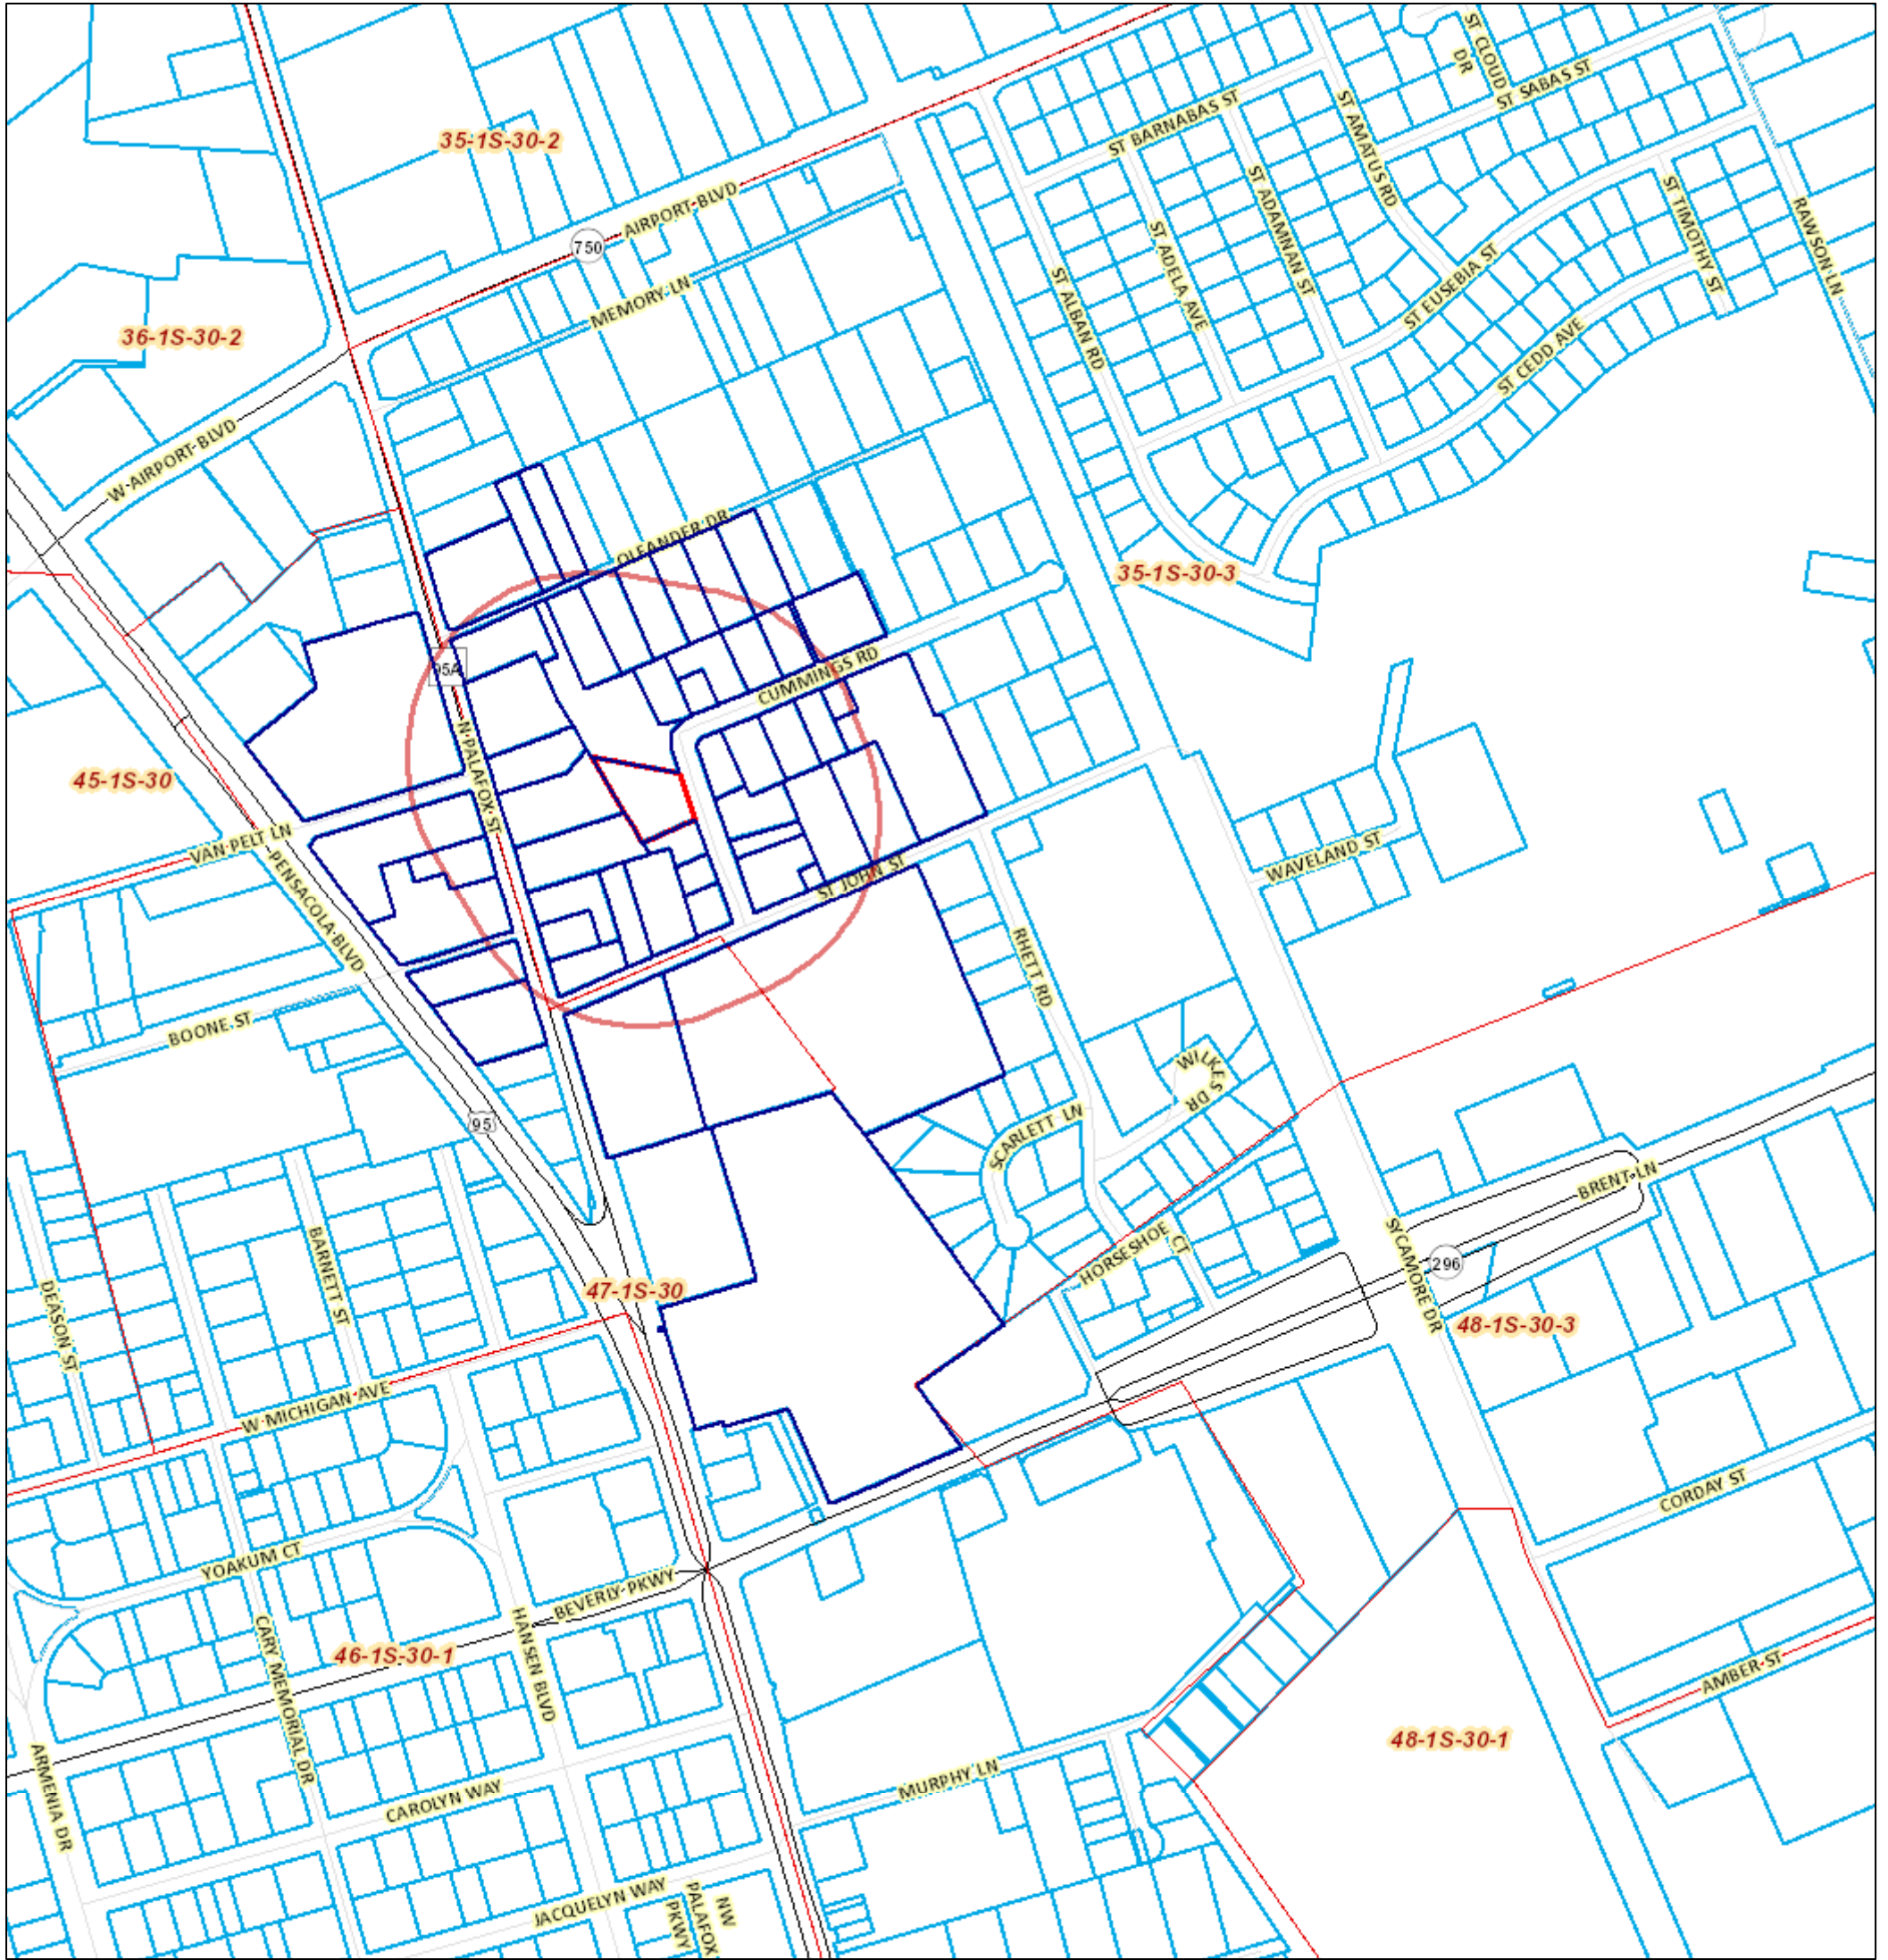 ST CLOUD
DR
ST SABAS ST
ST BARNABAS ST
ST AMATUS RD
35-1S-30-2
AIRPORT BLVD
750
ST ADAMNAN ST
ST TIMOTHY ST
RAWSON LN
ST ADELA AVE
ST EUSEBIA ST
MEMORY LN
ST ALBAN RD
36-1S-30-2
ST CEDD AVE
W AIRPORT BLVD
OLEANDER DR
35-1S-30-3
95A
CUMMINGS RD
N PALAFOX ST
45-1S-30
VAN PELT LN
WAVELAND ST
ST JOHN ST
PENSACOLA BLVD
RHETT RD
BOONE ST
WILKES
DR
95
SCARLETT LN
BRENT LN
BARNETT ST
HORSESHOE
CT
SYCAMORE DR
296
DEASON ST
47-1S-30
48-1S-30-3
W MICHIGAN AVE
CORDAY ST
YOAKUM CT
BEVERLY PKWY
HANSEN BLVD
CARY MEMORIAL DR
46-1S-30-1
AMBER ST
48-1S-30-1
ARMENIA DR
MURPHY LN
CAROLYN WAY
JACQUELYN WAY
NW
PALAFOX
PKWY